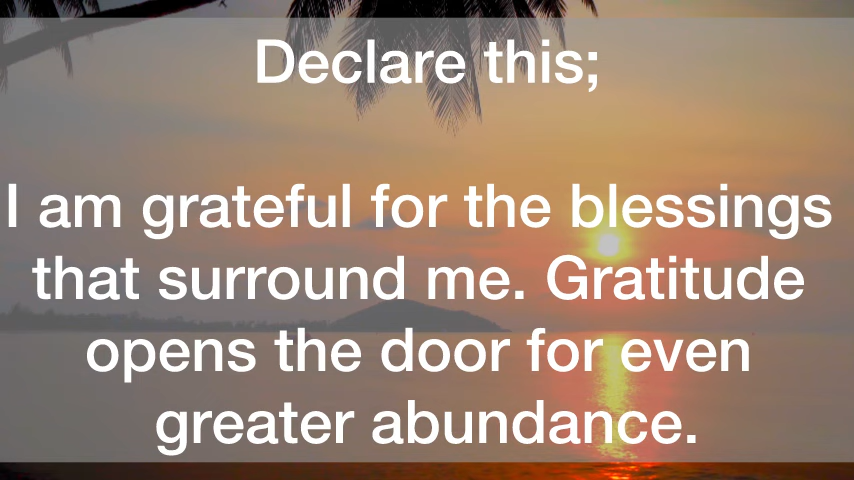 Declare this;
I am grateful for the blessings
that surround me. Gratitude
opens the door for even
greater abundance.